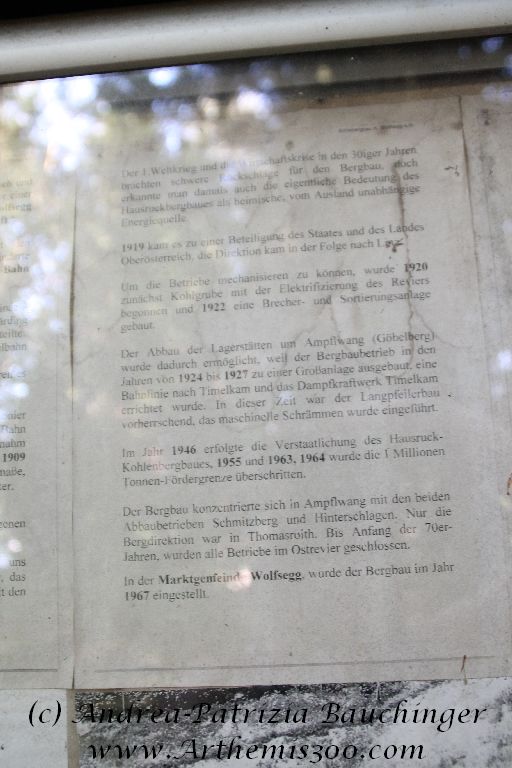 Der 1.Weltkrieg und die Wirtschaftskrise in den 30iger Jahren
brachten schwere Rückschläge für den Bergbau, doch
erkannte man damals auch die eigentliche Bedeutung des
Hausruckbergbaues als heimische, vom Ausland unabhängige
Energiequelle.
1919 kam es zu einer Beteiligung des Staates und des Landes
Oberösterreich, die Direktion kam in der Folge nach Linz.
Um die Betriebe mechanisieren zu können, wurde 1920
zunächst Kohlgrube mit der Elektrifizierung des Reviers
begonnen und 1922 eine Brecher- und Sortierungsanlage
gebaut.
Der Abbau der Lagerstätten um Ampflwang (Göbelberg)
wurde dadurch ermöglicht, weil der Bergbaubetrieb in den
Jahren von 1924 bis 1927 zu einer Großanlage ausgebaut, eine
Bahnlinie nach Timelkam und das Dampfkraftwerk Timelkam
errichtet wurde. In dieser Zeit war der Langpfeilerbau
vorherrschend, das maschinelle Schrämmen wurde eingeführt.
Im Jahr 1946 erfolgte die Verstaatlichung des Hausruck-
Kohlenbergbaues, 1955 und 1963, 1964 wurde die 1 Millionen
Tonnen-Fördergrenze überschritten.
Der Bergbau konzentrierte sich in Ampflwang mit den beiden
Abbaubetrieben Schmitzberg und Hinterschlagen. Nur die
Bergdirektion war in Thomasroith. Bis Anfang der 70er-
Jahren, wurden alle Betriebe im Ostrevier geschlossen.
In der Marktgemeinde Wolfsegg, wurde der Bergbau im Jahr
1967 eingestellt.
Bahn
1909
uns
das
t den
(c) Andrea-Patrizia Bauchinger
www.Arthemis300.com